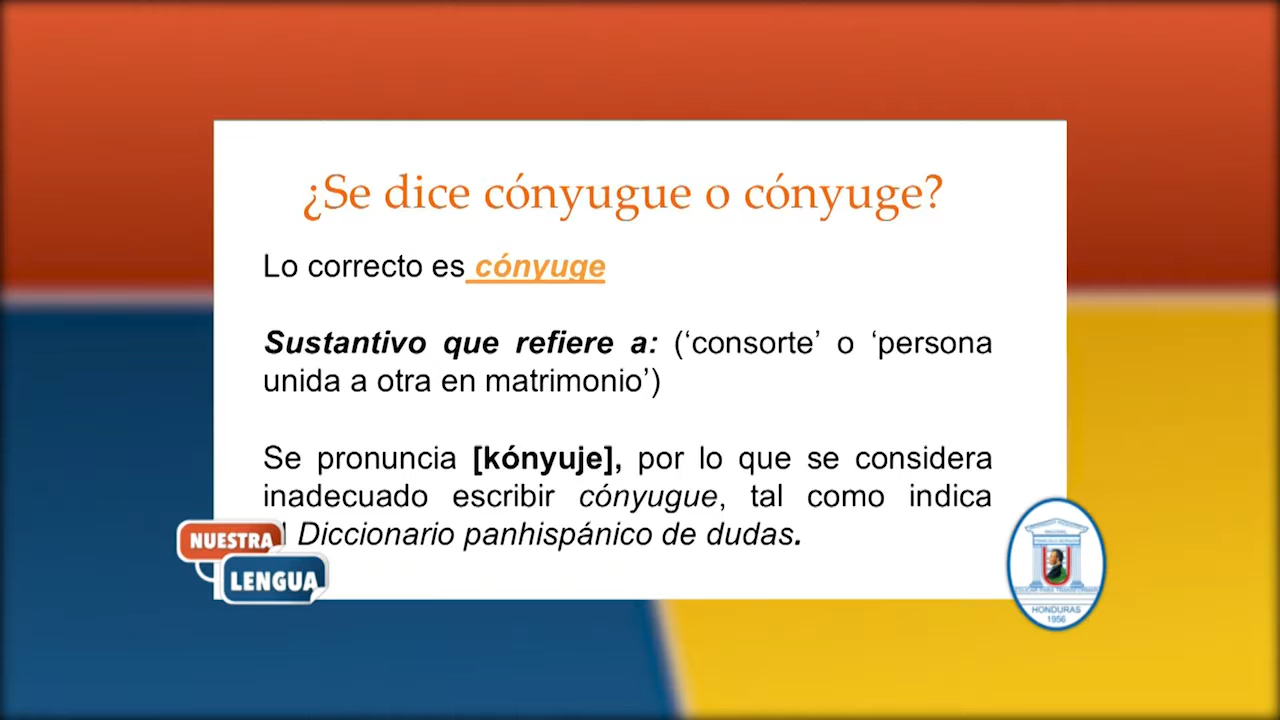 ¿Se dice cónyugue o cónyuge?
Lo correcto es cónyuge
Sustantivo que refiere a: (‘consorte’ o ‘persona
unida a otra en matrimonio’)
Se pronuncia [kónyuje], por lo que se considera
inadecuado escribir cónyugue, tal como indica
l Diccionario panhispánico de dudas.
NUESTRA
LENGUA
HONDURAS
1956